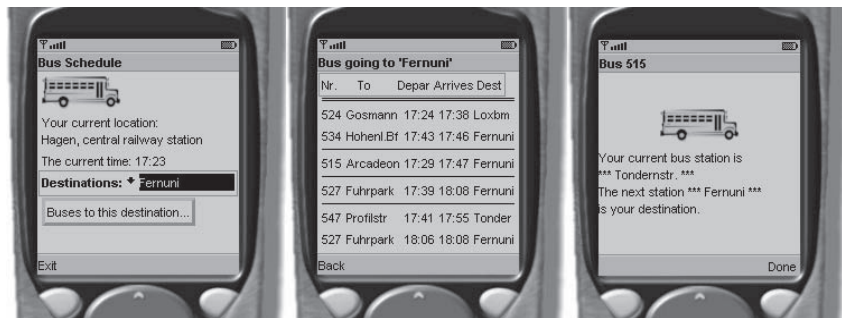 Bus Schedule
Your current location:
Hagen, central railway station
The current time: 17:23
Destinations: Fernuni
Buses to this destination...
Exit
Bus going to 'Fernuni'
Nr. To Depar Arrives Dest
524 Gosmann 17:24 17:38 Loxbm
534 Hohenl.Bf 17:43 17:46 Fernuni
515 Arcadeon 17:29 17:47 Fernuni
527 Fuhrpark 17:39 18:08 Fernuni
547 Profilstr 17:41 17:55 Tonder
527 Fuhrpark 18:06 18:08 Fernuni
Back
Bus 515
Your current bus station is
*** Tondernstr. ***
The next station *** Fernuni ***
is your destination.
Done